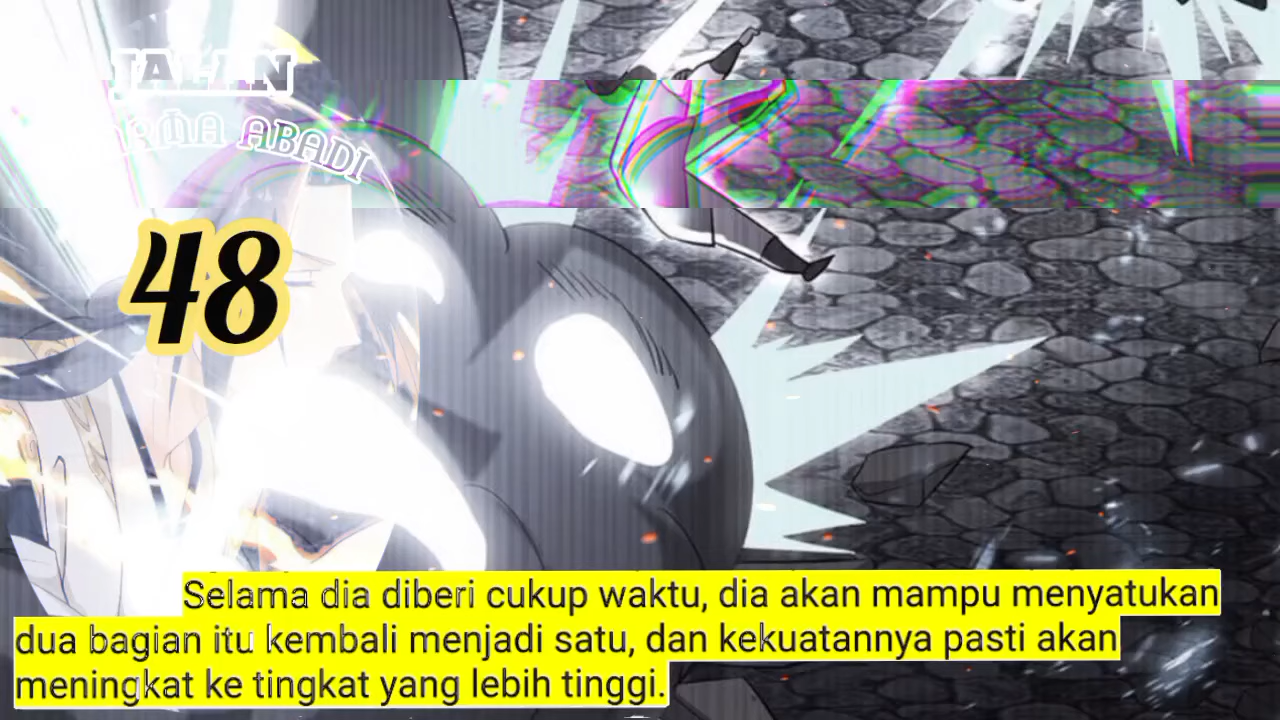 JALAN
ARMA ABADI
48
Selama dia diberi cukup waktu, dia akan mampu menyatukan
dua bagian itu kembali menjadi satu, dan kekuatannya pasti akan
meningkat ke tingkat yang lebih tinggi.